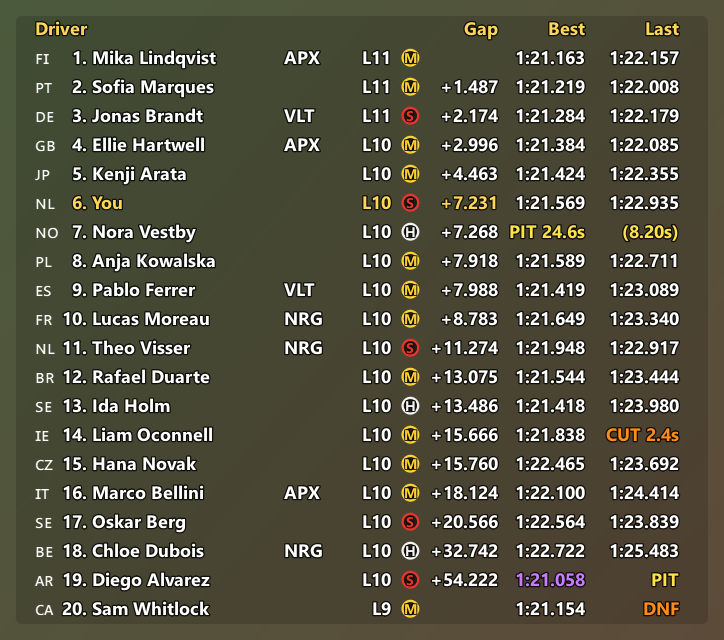 Driver Gap Best Last
FI 1. Mika Lindqvist APX L11 M 1:21.163 1:22.157
PT 2. Sofia Marques L11 M +1.487 1:21.219 1:22.008
DE 3. Jonas Brandt VLT L11 S +2.174 1:21.284 1:22.179
GB 4. Ellie Hartwell APX L10 M +2.996 1:21.384 1:22.085
JP 5. Kenji Arata L10 M +4.463 1:21.424 1:22.355
NL 6. You L10 S +7.231 1:21.569 1:22.935
NO 7. Nora Vestby L10 H +7.268 PIT 24.6s (8.20s)
PL 8. Anja Kowalska L10 M +7.918 1:21.589 1:22.711
ES 9. Pablo Ferrer VLT L10 M +7.988 1:21.419 1:23.089
FR 10. Lucas Moreau NRG L10 M +8.783 1:21.649 1:23.340
NL 11. Theo Visser NRG L10 S +11.274 1:21.948 1:22.917
BR 12. Rafael Duarte L10 M +13.075 1:21.544 1:23.444
SE 13. Ida Holm L10 H +13.486 1:21.418 1:23.980
IE 14. Liam Oconnell L10 M +15.666 1:21.838 CUT 2.4s
CZ 15. Hana Novak L10 M +15.760 1:22.465 1:23.692
IT 16. Marco Bellini APX L10 M +18.124 1:22.100 1:24.414
SE 17. Oskar Berg L10 S +20.566 1:22.564 1:23.839
BE 18. Chloe Dubois NRG L10 H +32.742 1:22.722 1:25.483
AR 19. Diego Alvarez L10 S +54.222 1:21.058 PIT
CA 20. Sam Whitlock L9 M 1:21.154 DNF